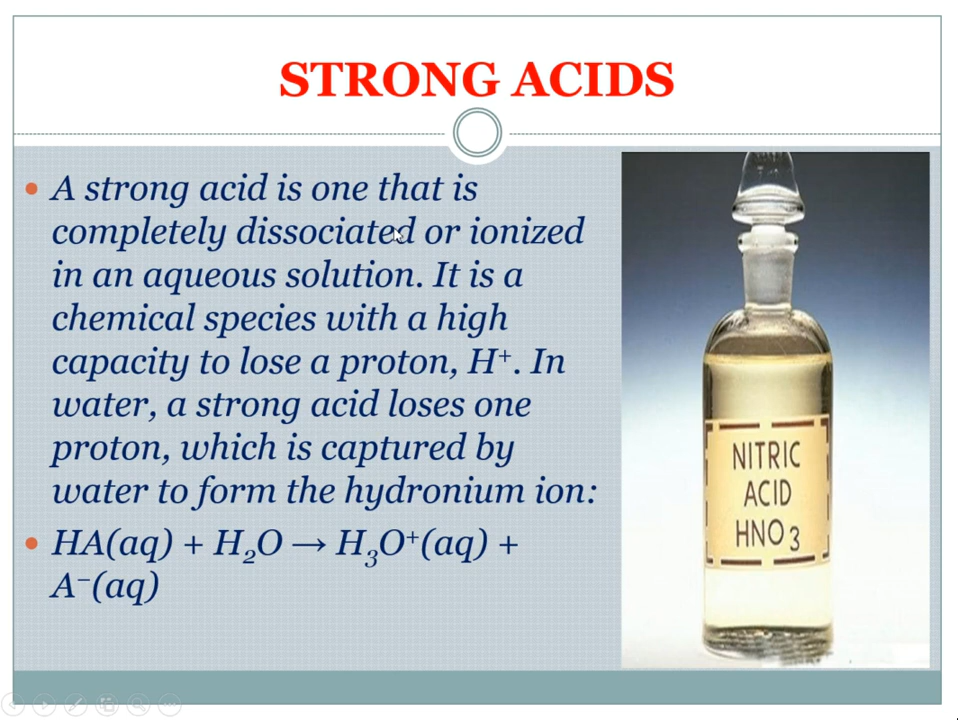 STRONG ACIDS
• A strong acid is one that is
completely dissociated or ionized
in an aqueous solution. It is a
chemical species with a high
capacity to lose a proton, H⁺. In
water, a strong acid loses one
proton, which is captured by
water to form the hydronium ion:
• HA(aq) + H₂O → H₃O⁺(aq) +
A⁻(aq)
NITRIC
ACID
HNO₃